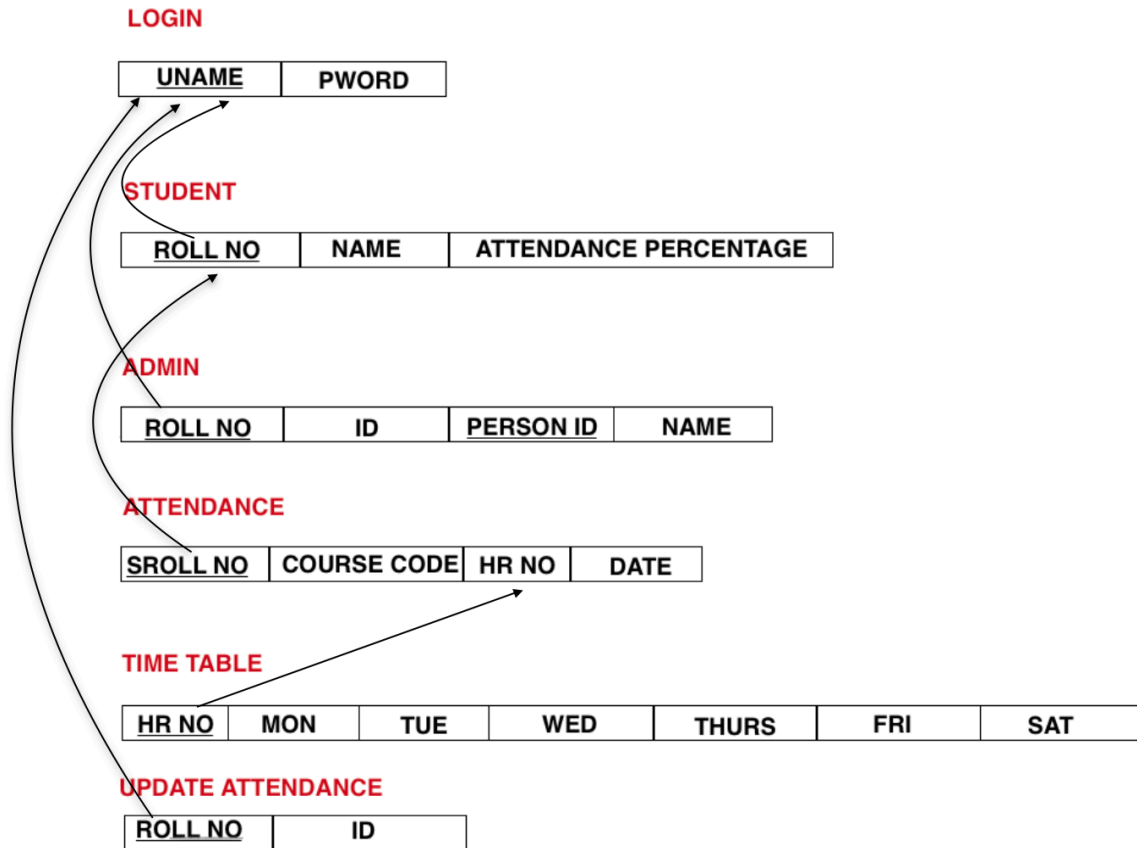 LOGIN
UNAME PWORD
STUDENT
ROLL NO NAME ATTENDANCE PERCENTAGE
ADMIN
ROLL NO ID PERSON ID NAME
ATTENDANCE
SROLL NO COURSE CODE HR NO DATE
TIME TABLE
HR NO MON TUE WED THURS FRI SAT
UPDATE ATTENDANCE
ROLL NO ID